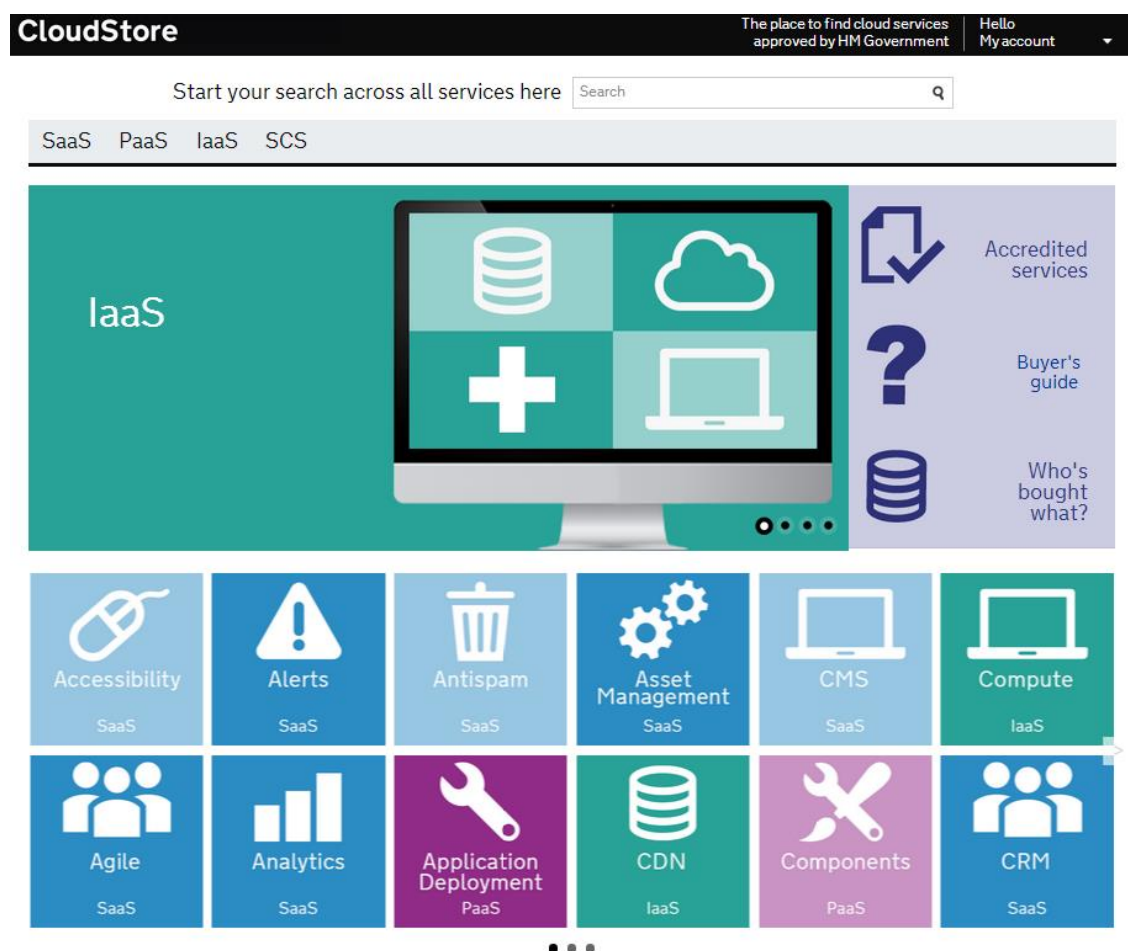 CloudStore
The place to find cloud services
approved by HM Government
Hello
My account
Start your search across all services here
Search
SaaS PaaS IaaS SCS
IaaS
Accredited
services
Buyer's
guide
Who's
bought
what?
Accessibility
SaaS
Alerts
SaaS
Antispam
SaaS
Asset
Management
SaaS
CMS
SaaS
Compute
IaaS
Agile
SaaS
Analytics
SaaS
Application
Deployment
PaaS
CDN
IaaS
Components
PaaS
CRM
SaaS